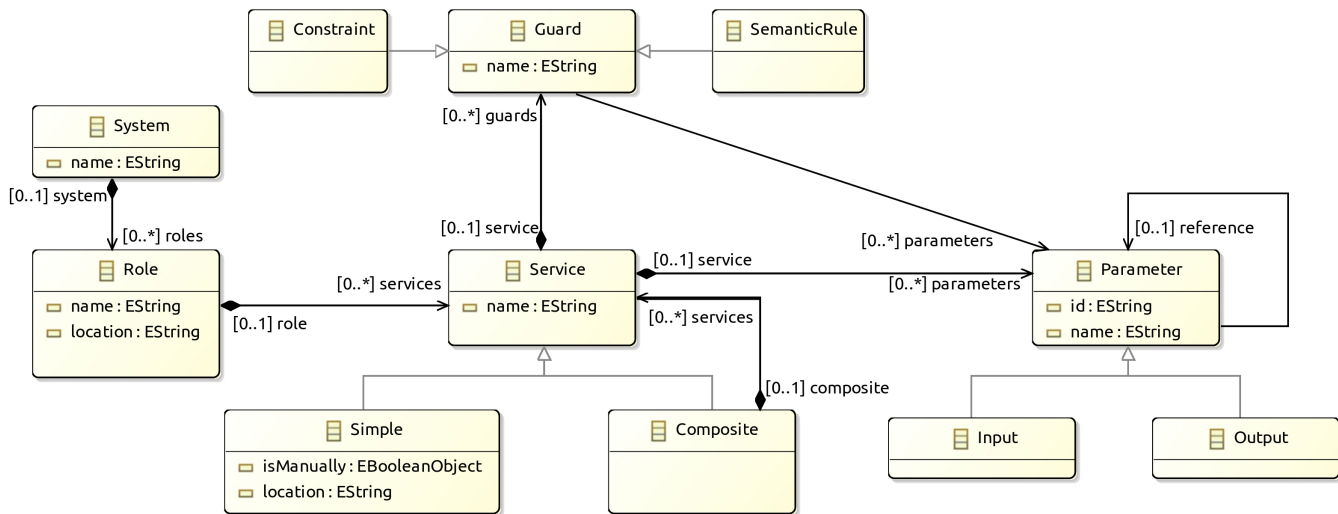 Constraint
Guard
name : EString
SemanticRule
System
name : EString
[0..1] system
[0..*] roles
[0..*] guards
[0..1] service
Role
name : EString
location : EString
[0..*] services
[0..1] role
Service
name : EString
[0..1] service
[0..*] parameters
[0..*] parameters
[0..1] reference
Parameter
id : EString
name : EString
[0..*] services
[0..1] composite
Simple
isManually : EBooleanObject
location : EString
Composite
Input
Output